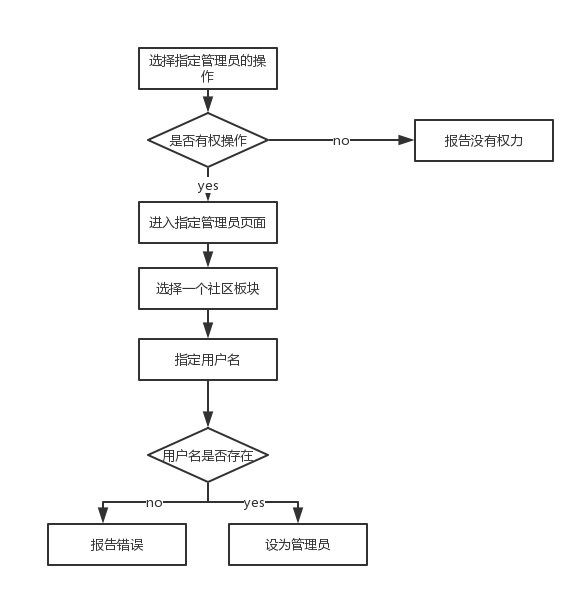 选择指定管理员的操
作
是否有权操作
no
报告没有权力
yes
进入指定管理员页面
选择一个社区板块
指定用户名
用户名是否存在
no
yes
报告错误
设为管理员